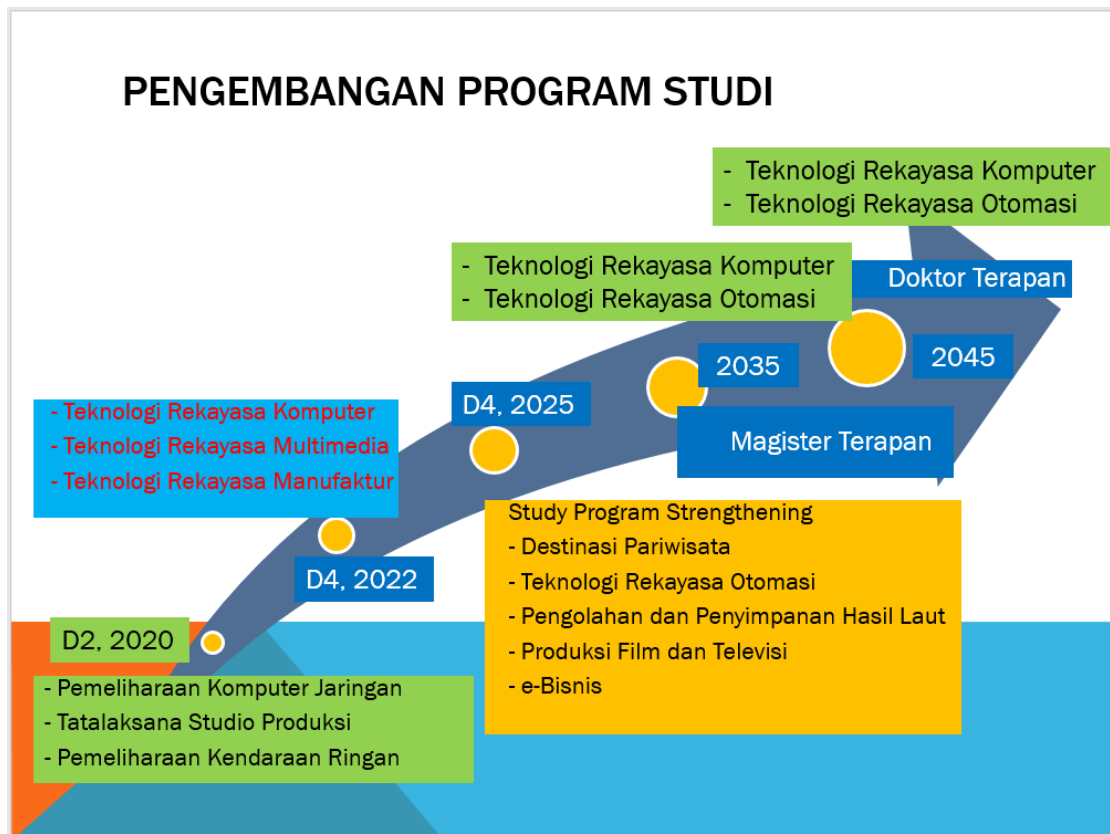 PENGEMBANGAN PROGRAM STUDI
- Teknologi Rekayasa Komputer
- Teknologi Rekayasa Otomasi
- Teknologi Rekayasa Komputer
- Teknologi Rekayasa Otomasi
Doktor Terapan
2045
2035
Magister Terapan
D4, 2025
- Teknologi Rekayasa Komputer
- Teknologi Rekayasa Multimedia
- Teknologi Rekayasa Manufaktur
D4, 2022
Study Program Strengthening
- Destinasi Pariwisata
- Teknologi Rekayasa Otomasi
- Pengolahan dan Penyimpanan Hasil Laut
- Produksi Film dan Televisi
- e-Bisnis
D2, 2020
- Pemeliharaan Komputer Jaringan
- Tatalaksana Studio Produksi
- Pemeliharaan Kendaraan Ringan